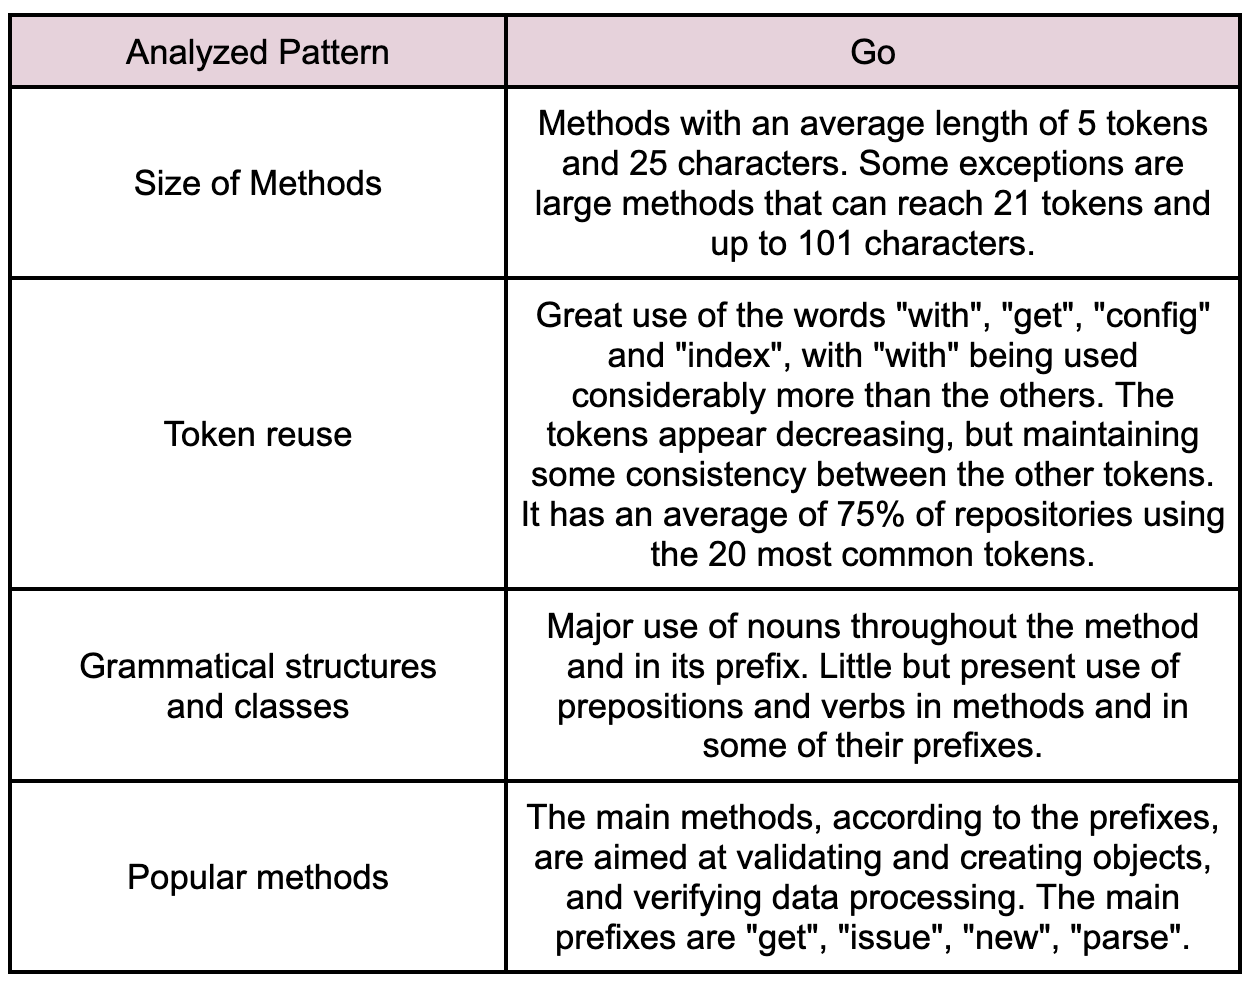 Analyzed Pattern
Go
Size of Methods
Methods with an average length of 5 tokens
and 25 characters. Some exceptions are
large methods that can reach 21 tokens and
up to 101 characters.
Token reuse
Great use of the words "with", "get", "config"
and "index", with "with" being used
considerably more than the others. The
tokens appear decreasing, but maintaining
some consistency between the other tokens.
It has an average of 75% of repositories using
the 20 most common tokens.
Grammatical structures
and classes
Major use of nouns throughout the method
and in its prefix. Little but present use of
prepositions and verbs in methods and in
some of their prefixes.
Popular methods
The main methods, according to the prefixes,
are aimed at validating and creating objects,
and verifying data processing. The main
prefixes are "get", "issue", "new", "parse".